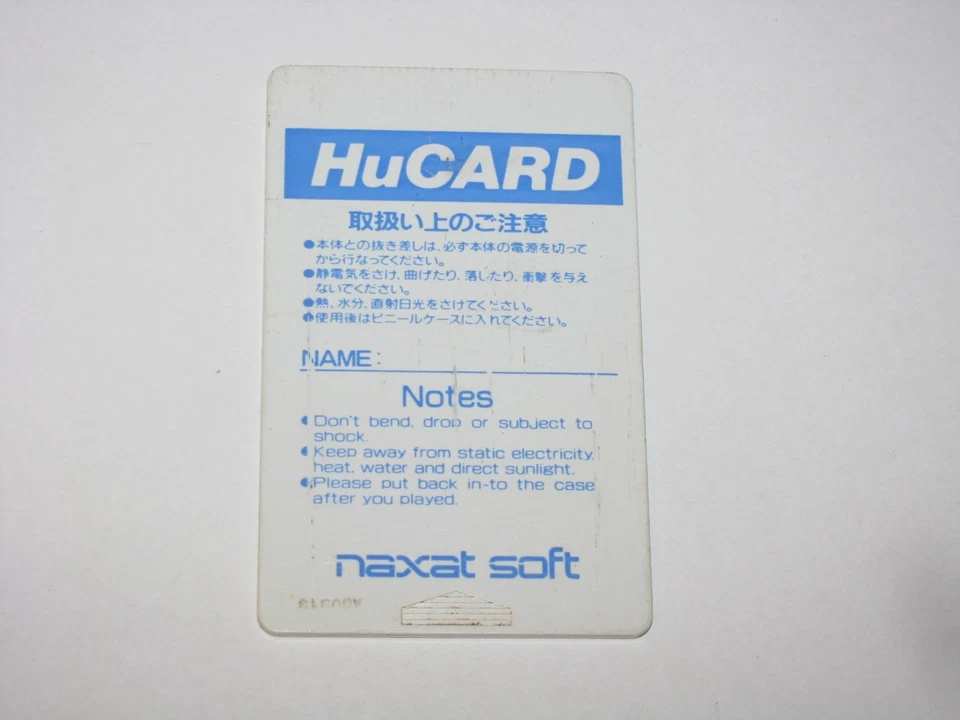 HuCARD
取扱い上のご注意
●本体との抜き差しは、必ず本体の電源を切って
から行なってください。
●静電気をさけ、曲げたり、落したり、衝撃を与え
ないでください。
●熱、水分、直射日光をさけてください。
●使用後はビニールケースに入れてください。
NAME:
Notes
●Don't bend, drop or subject to
shock.
●Keep away from static electricity,
heat, water and direct sunlight.
●Please put back in-to the case
after you played.
naxat soft